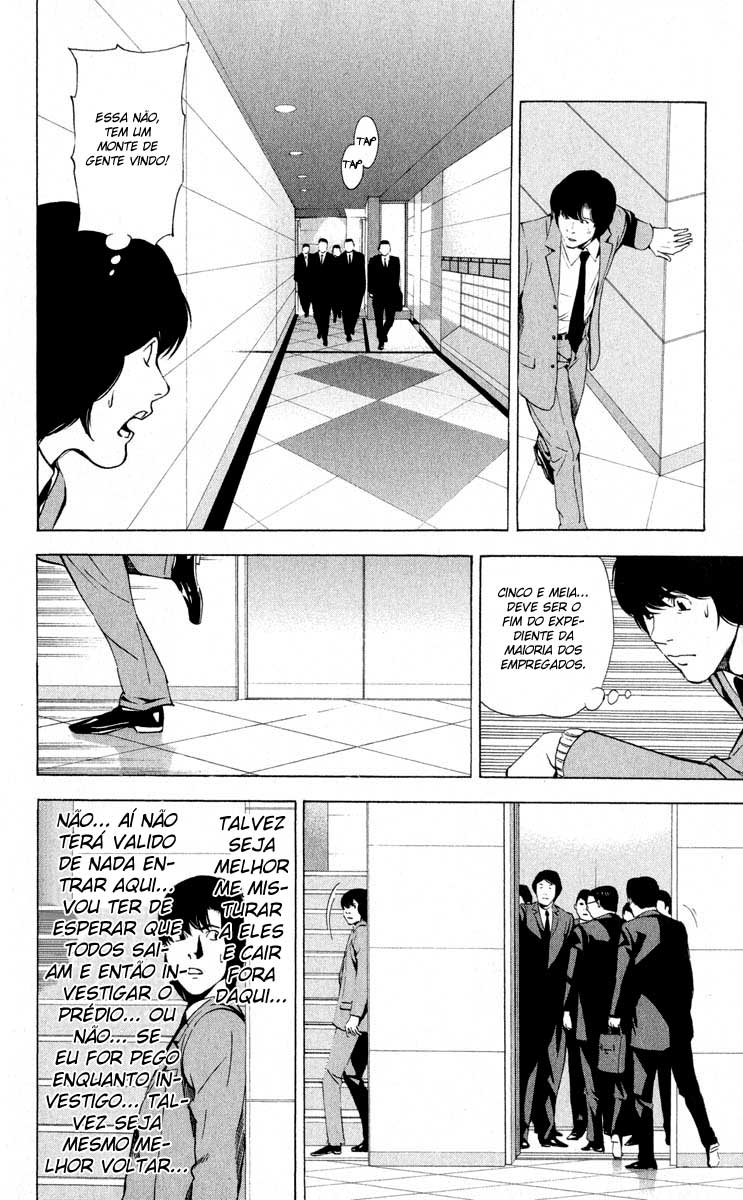 ESSA NÃO,
TEM UM
MONTE DE
GENTE VINDO!
TAP
TAP
CINCO E MEIA...
DEVE SER O
FIM DO EXPE-
DIENTE DA
MAIORIA DOS
EMPREGADOS.
TALVEZ
SEJA
MELHOR
ME MIS-
TURAR
A ELES
E CAIR
FORA
DAQUI...
NÃO... AÍ NÃO
TERÁ VALIDO
DE NADA EN-
TRAR AQUI...
VOU TER DE
ESPERAR QUE
TODOS SAI-
AM E ENTÃO IN-
VESTIGAR O
PRÉDIO... OU
NÃO... SE
EU FOR PEGO
ENQUANTO IN-
VESTIGO... TAL-
VEZ SEJA
MESMO ME-
LHOR VOLTAR...